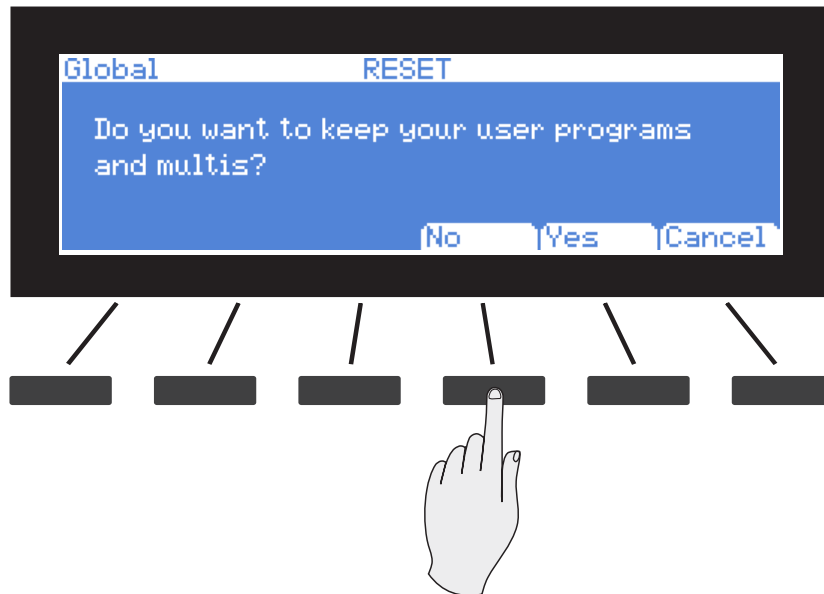 Global RESET
Do you want to keep your user programs
and multis?
No Yes Cancel